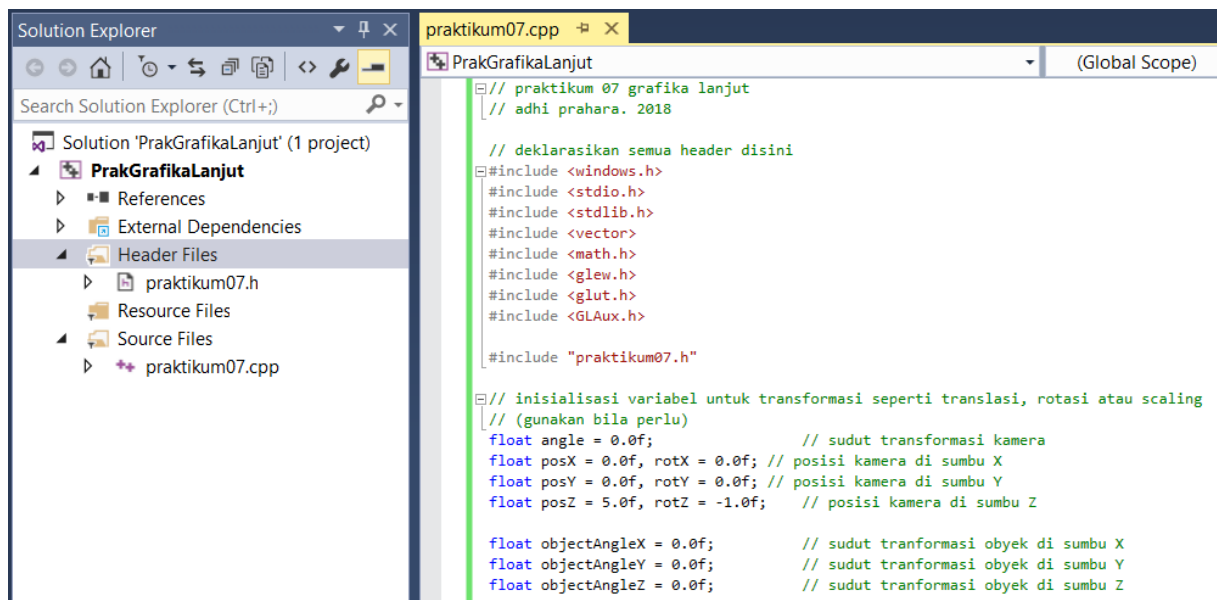 Solution Explorer
Search Solution Explorer (Ctrl+;)
Solution 'PrakGrafikaLanjut' (1 project)
PrakGrafikaLanjut
References
External Dependencies
Header Files
praktikum07.h
Resource Files
Source Files
praktikum07.cpp
praktikum07.cpp
PrakGrafikaLanjut (Global Scope)
// praktikum 07 grafika lanjut
// adhi prahara. 2018
// deklarasikan semua header disini
#include <windows.h>
#include <stdio.h>
#include <stdlib.h>
#include <vector>
#include <math.h>
#include <glew.h>
#include <glut.h>
#include <GLAux.h>
#include "praktikum07.h"
// inisialisasi variabel untuk transformasi seperti translasi, rotasi atau scaling
// (gunakan bila perlu)
float angle = 0.0f; // sudut transformasi kamera
float posX = 0.0f, rotX = 0.0f; // posisi kamera di sumbu X
float posY = 0.0f, rotY = 0.0f; // posisi kamera di sumbu Y
float posZ = 5.0f, rotZ = -1.0f; // posisi kamera di sumbu Z
float objectAngleX = 0.0f; // sudut tranformasi obyek di sumbu X
float objectAngleY = 0.0f; // sudut tranformasi obyek di sumbu Y
float objectAngleZ = 0.0f; // sudut tranformasi obyek di sumbu Z